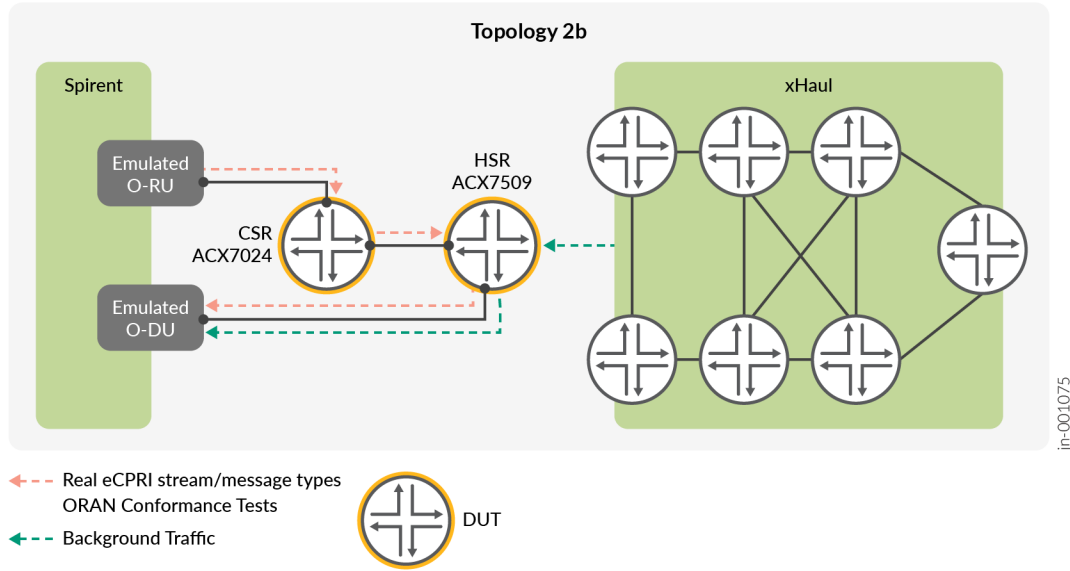 Topology 2b
Spirent
xHaul
Emulated
O-RU
HSR
ACX7509
CSR
ACX7024
Emulated
O-DU
in-001075
Real eCPRI stream/message types
ORAN Conformance Tests
DUT
Background Traffic